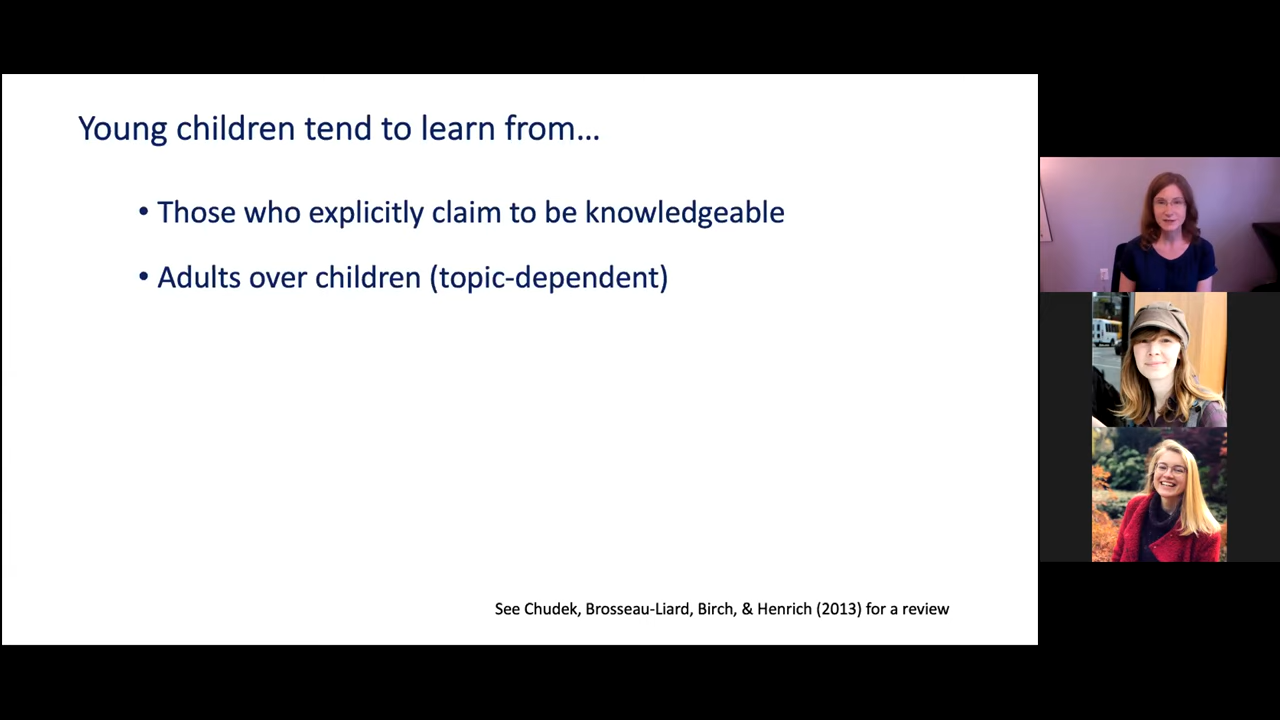 Young children tend to learn from…
• Those who explicitly claim to be knowledgeable
• Adults over children (topic-dependent)
See Chudek, Brosseau-Liard, Birch, & Henrich (2013) for a review